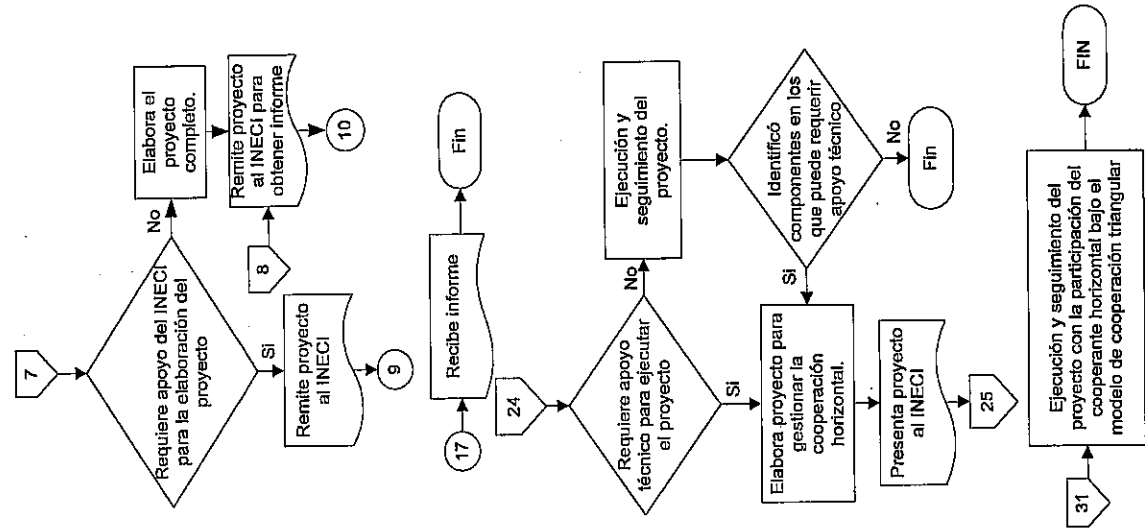 7
Requiere apoyo del INECI
para la elaboración del
proyecto
No
Elabora el
proyecto
completo.
Si
Remite proyecto
al INECI
9
8
Remite proyecto
al INECI para
obtener informe
10
17
Recibe informe
Fin
24
Requiere apoyo
técnico para ejecutar
el proyecto
No
Ejecución y
seguimiento del
proyecto.
Si
Identificó
componentes en los
que puede requerir
apoyo técnico
Si
No
Fin
Elabora proyecto para
gestionar la
cooperación
horizontal.
Presenta proyecto
al INECI
25
31
Ejecución y seguimiento del
proyecto con la participación del
cooperante horizontal bajo el
modelo de cooperación triangular
FIN